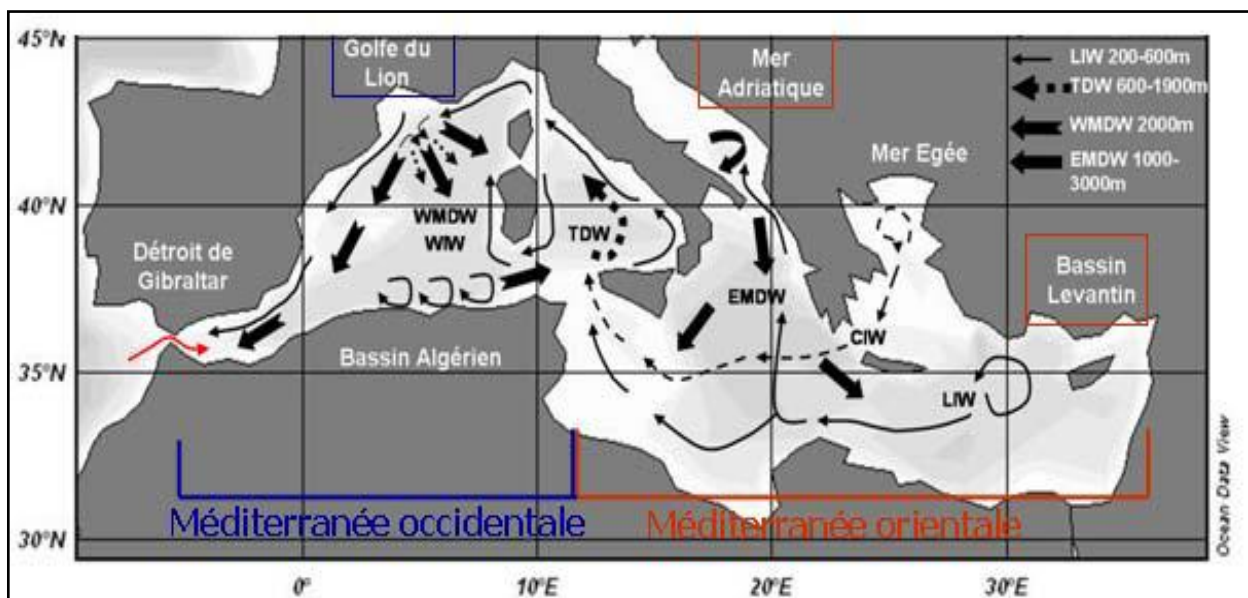 45°N
40°N
35°N
30°N
0°
10°E
20°E
30°E
Golfe du
Lion
Mer
Adriatique
LIW 200-600m
TDW 600-1900m
WMDW 2000m
EMDW 1000-
3000m
Mer Egée
WMDW
WIW
TDW
Détroit de
Gibraltar
EMDW
Bassin
Levantin
CIW
Bassin Algérien
LIW
Méditerranée occidentale
Méditerranée orientale
Ocean Data View